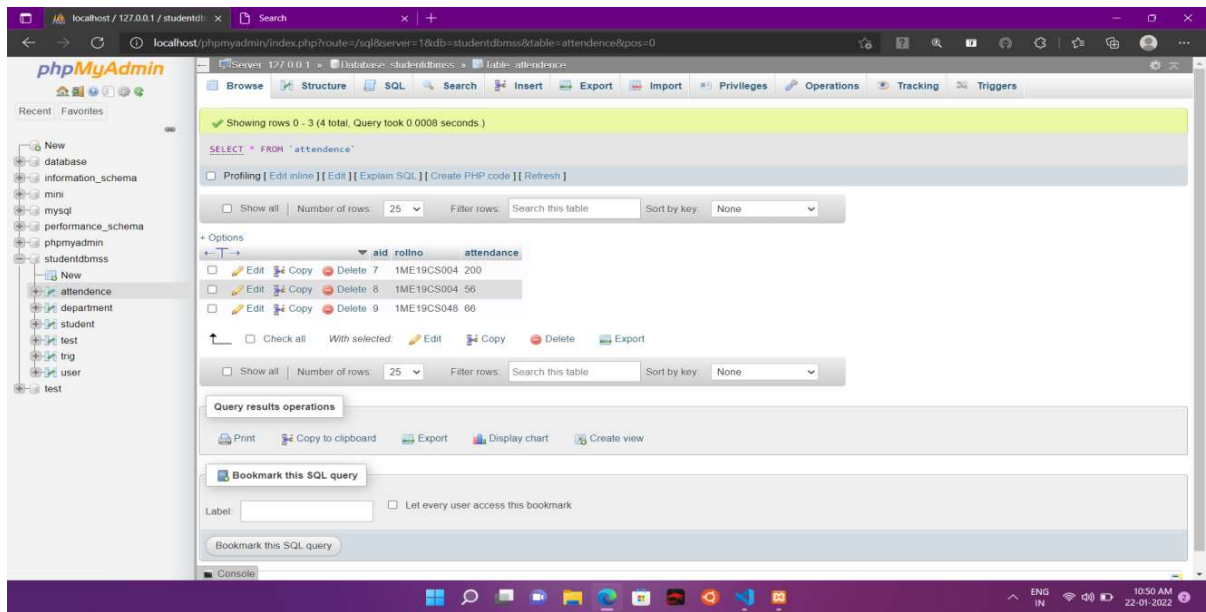 localhost / 127.0.0.1 / studentdb
Search
localhost/phpmyadmin/index.php?route=/sql&server=1&db=studentdbmss&table=attendence&pos=0
phpMyAdmin
Recent Favorites
New
database
information_schema
mini
mysql
performance_schema
phpmyadmin
studentdbmss
New
attendence
department
student
test
trig
user
test
Server: 127.0.0.1 » Database: studentdbmss » Table: attendence
Browse Structure SQL Search Insert Export Import Privileges Operations Tracking Triggers
Showing rows 0 - 3 (4 total, Query took 0.0008 seconds.)
SELECT * FROM `attendence`
Profiling [ Edit inline ] [ Edit ] [ Explain SQL ] [ Create PHP code ] [ Refresh ]
Show all | Number of rows: 25 Filter rows: Search this table Sort by key: None
+ Options
←T→ aid rollno attendance
Edit Copy Delete 7 1ME19CS004 200
Edit Copy Delete 8 1ME19CS004 56
Edit Copy Delete 9 1ME19CS048 66
Check all With selected: Edit Copy Delete Export
Show all | Number of rows: 25 Filter rows: Search this table Sort by key: None
Query results operations
Print Copy to clipboard Export Display chart Create view
Bookmark this SQL query
Label: Let every user access this bookmark
Bookmark this SQL query
Console
ENG
IN
10:50 AM
22-01-2022